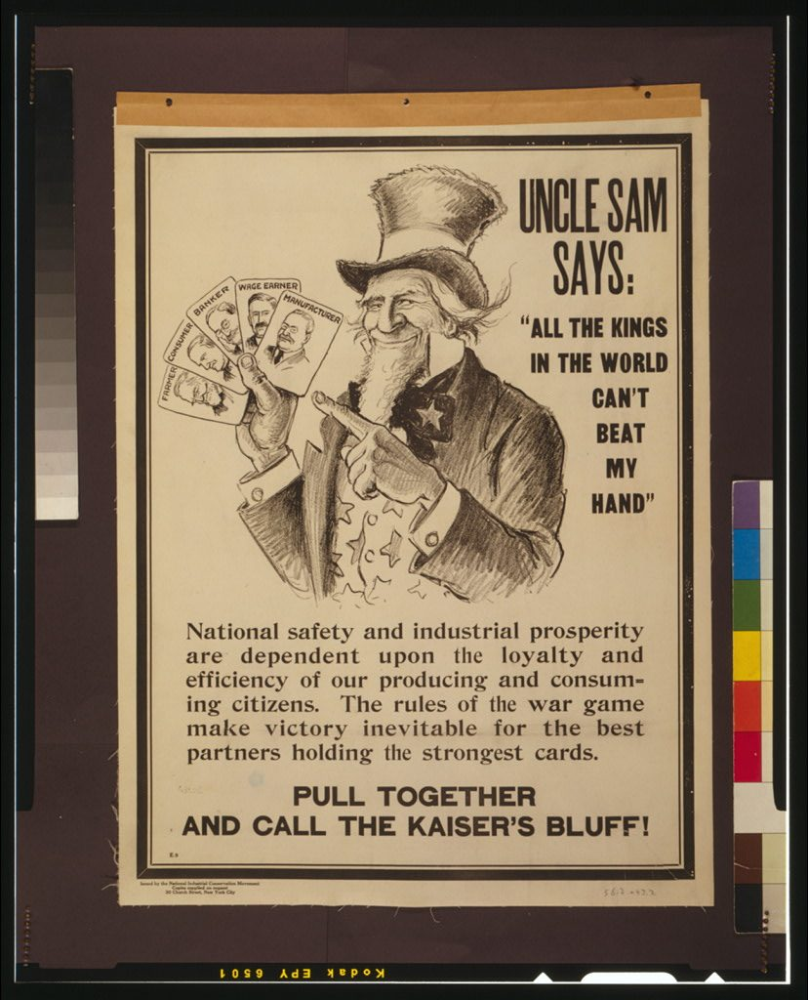 UNCLE SAM
SAYS:
"ALL THE KINGS
IN THE WORLD
CAN'T
BEAT
MY
HAND"
FARMER
CONSUMER
BANKER
WAGE EARNER
MANUFACTURER
National safety and industrial prosperity
are dependent upon the loyalty and
efficiency of our producing and consum-
ing citizens. The rules of the war game
make victory inevitable for the best
partners holding the strongest cards.
PULL TOGETHER
AND CALL THE KAISER'S BLUFF!
Issued by the National Industrial Conservation Movement
Copies supplied on request
30 Church Street, New York City
Kodak EPY 6501